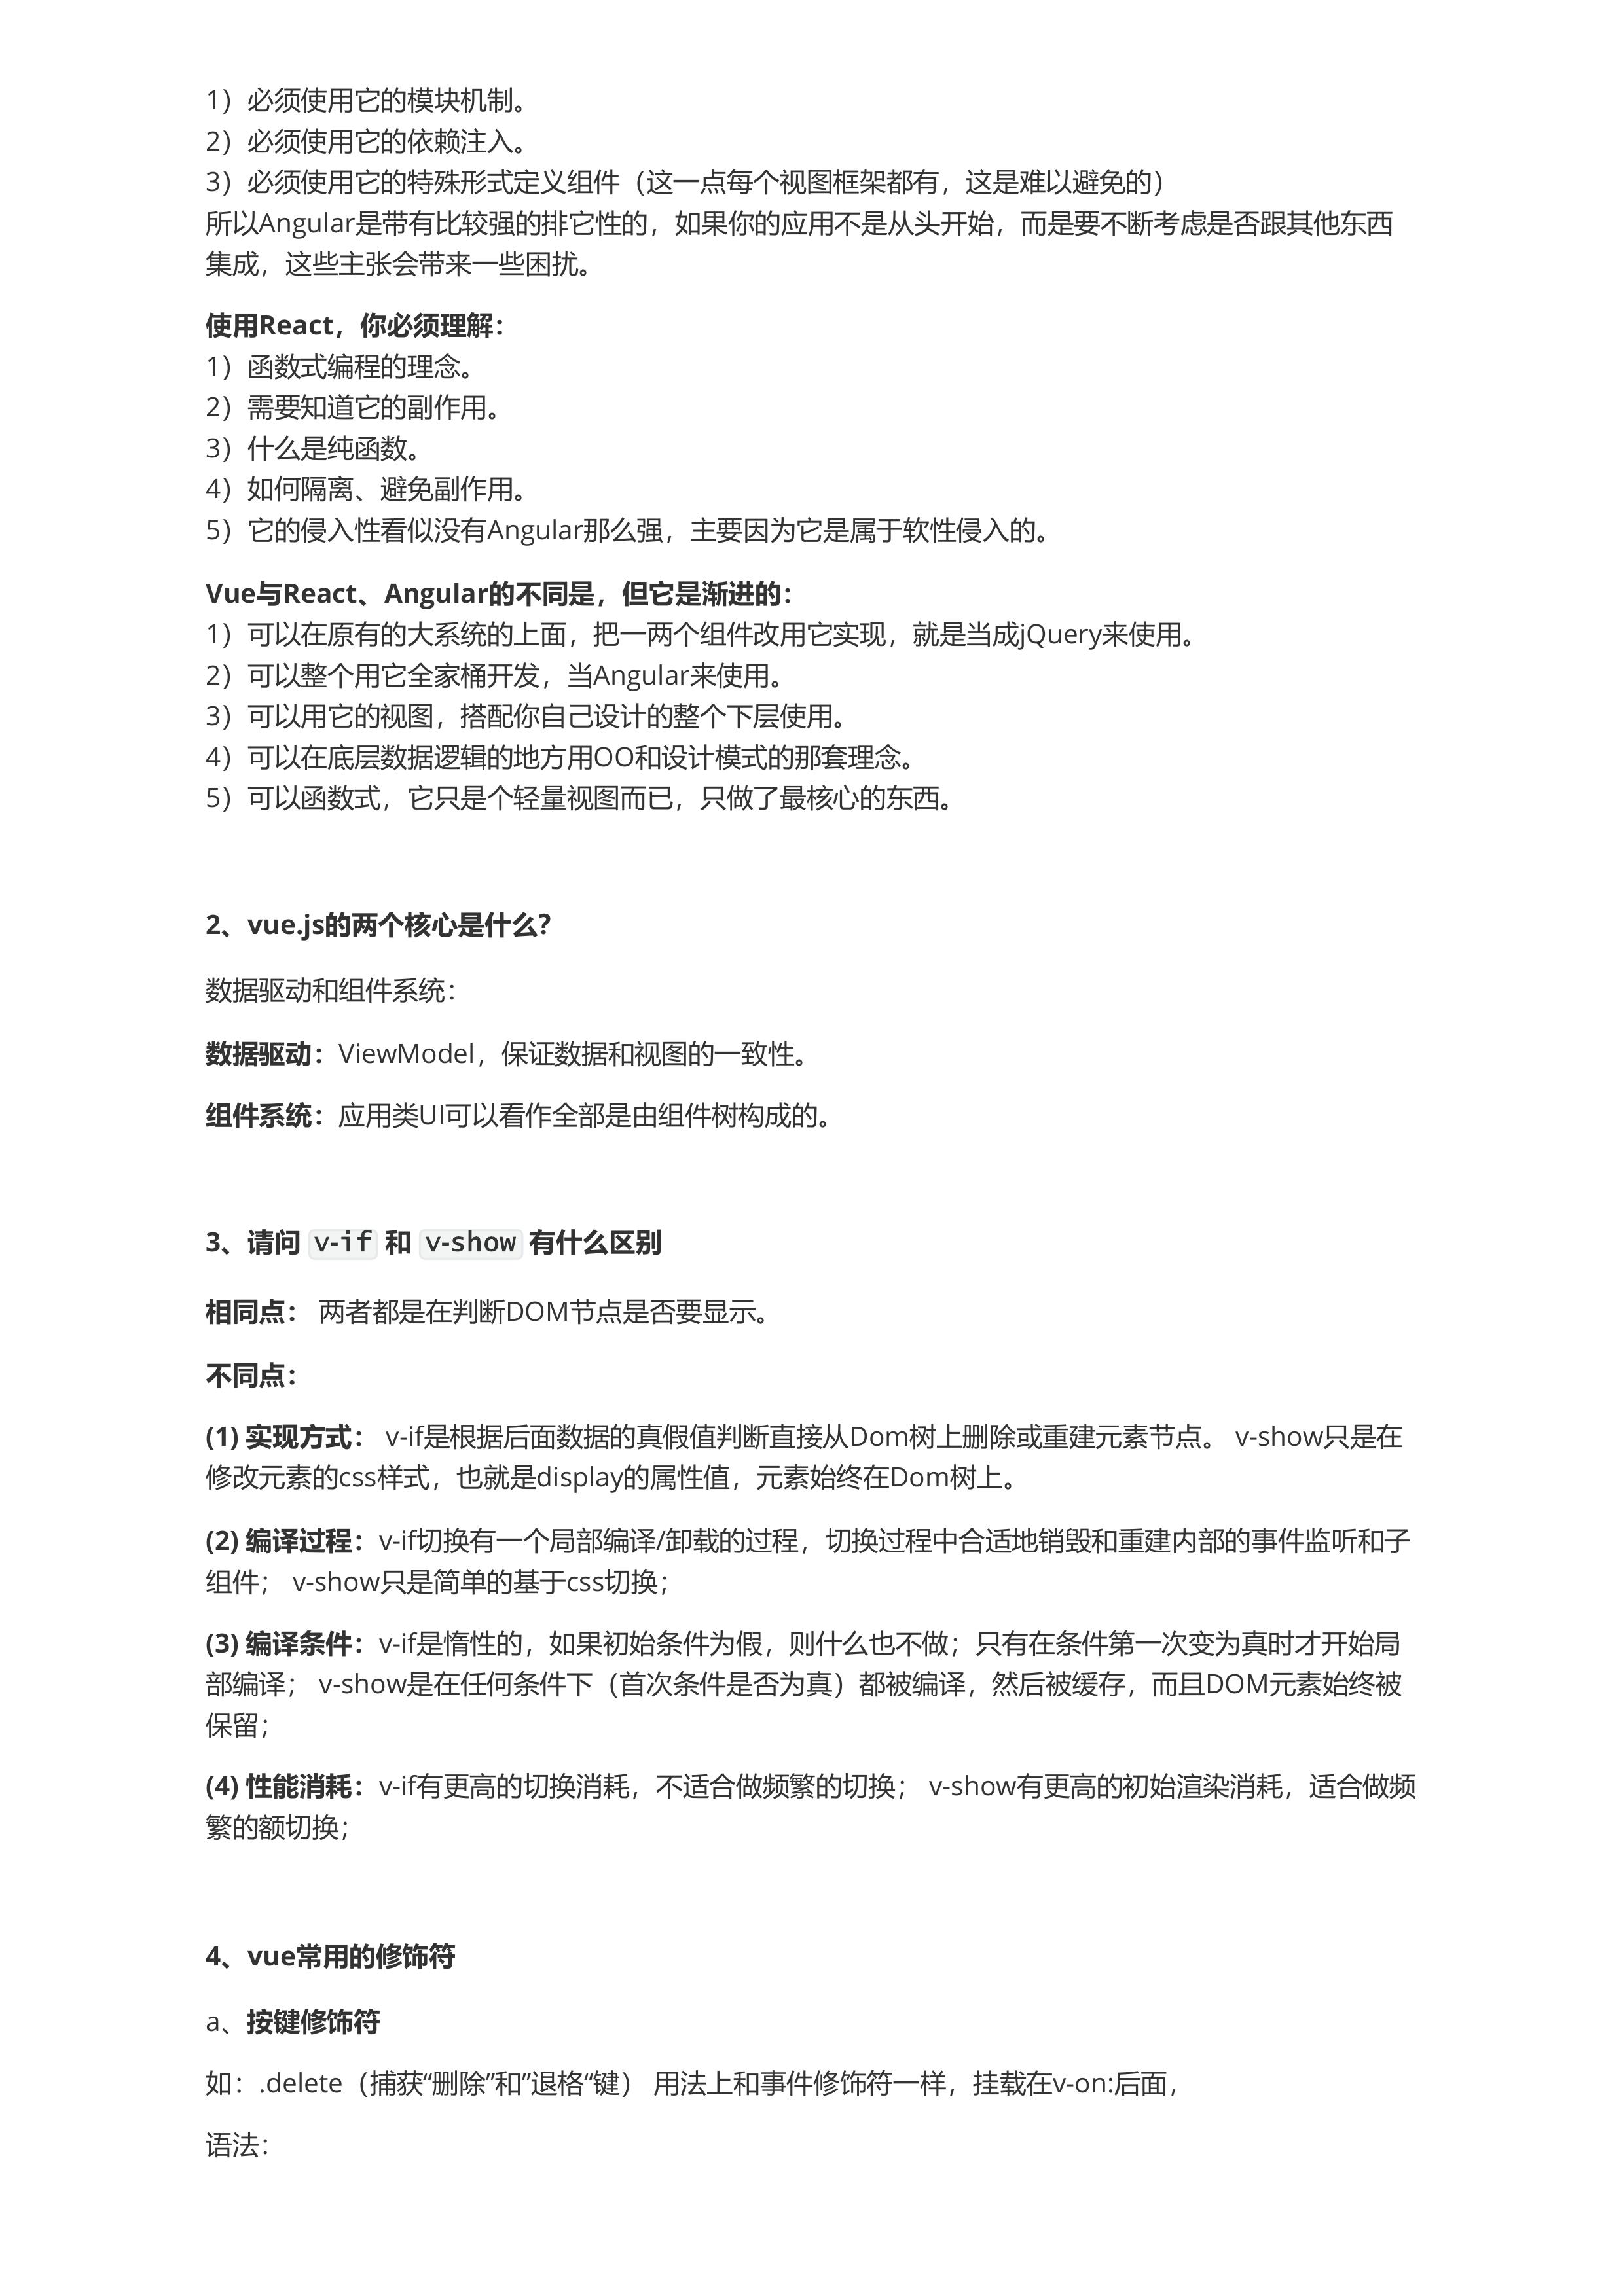 1）必须使用它的模块机制。
2）必须使用它的依赖注入。
3）必须使用它的特殊形式定义组件（这一点每个视图框架都有，这是难以避免的）
所以Angular是带有比较强的排它性的，如果你的应用不是从头开始，而是要不断考虑是否跟其他东西
集成，这些主张会带来一些困扰。
使用React，你必须理解：
1）函数式编程的理念。
2）需要知道它的副作用。
3）什么是纯函数。
4）如何隔离、避免副作用。
5）它的侵入性看似没有Angular那么强，主要因为它是属于软性侵入的。
Vue与React、Angular的不同是，但它是渐进的：
1）可以在原有的大系统的上面，把一两个组件改用它实现，就是当成jQuery来使用。
2）可以整个用它全家桶开发，当Angular来使用。
3）可以用它的视图，搭配你自己设计的整个下层使用。
4）可以在底层数据逻辑的地方用OO和设计模式的那套理念。
5）可以函数式，它只是个轻量视图而已，只做了最核心的东西。
2、vue.js的两个核心是什么？
数据驱动和组件系统：
数据驱动：ViewModel，保证数据和视图的一致性。
组件系统：应用类UI可以看作全部是由组件树构成的。
3、请问 v-if 和 v-show 有什么区别
相同点： 两者都是在判断DOM节点是否要显示。
不同点：
(1) 实现方式： v-if是根据后面数据的真假值判断直接从Dom树上删除或重建元素节点。 v-show只是在
修改元素的css样式，也就是display的属性值，元素始终在Dom树上。
(2) 编译过程：v-if切换有一个局部编译/卸载的过程，切换过程中合适地销毁和重建内部的事件监听和子
组件； v-show只是简单的基于css切换；
(3) 编译条件：v-if是惰性的，如果初始条件为假，则什么也不做；只有在条件第一次变为真时才开始局
部编译； v-show是在任何条件下（首次条件是否为真）都被编译，然后被缓存，而且DOM元素始终被
保留；
(4) 性能消耗：v-if有更高的切换消耗，不适合做频繁的切换； v-show有更高的初始渲染消耗，适合做频
繁的额切换；
4、vue常用的修饰符
a、按键修饰符
如：.delete（捕获“删除”和”退格“键） 用法上和事件修饰符一样，挂载在v-on:后面，
语法：